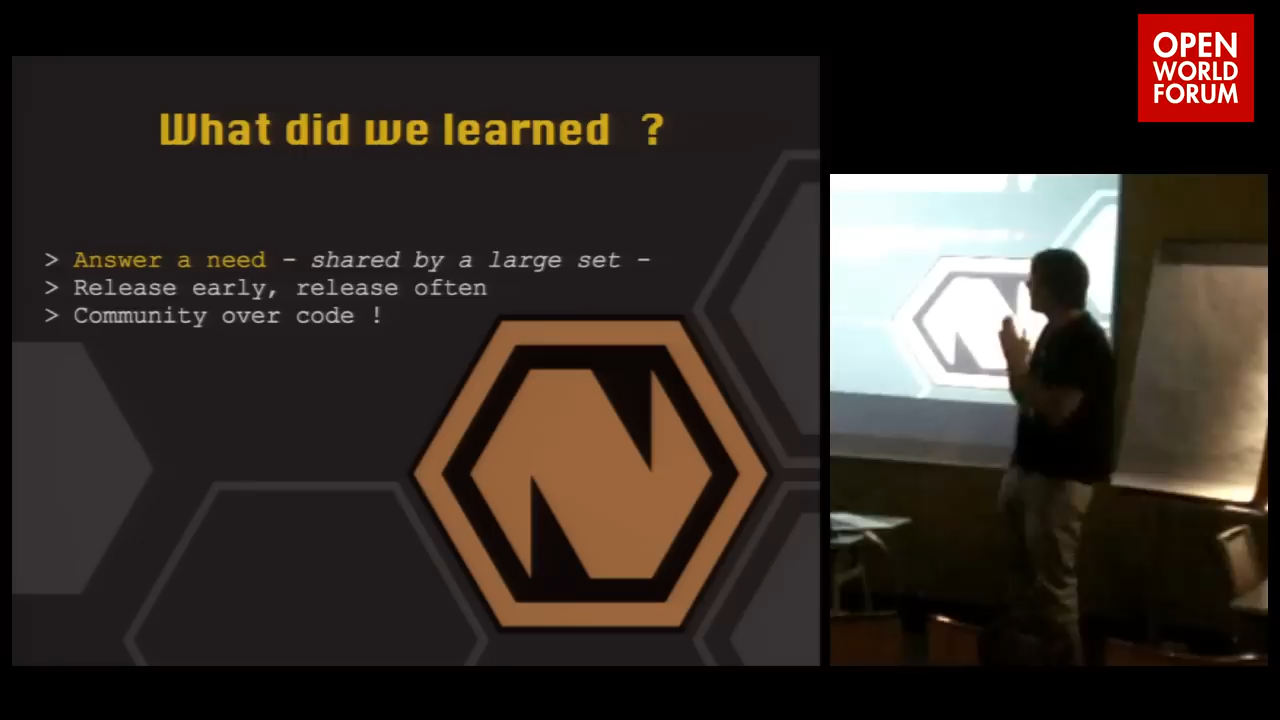 OPEN
WORLD
FORUM
What did we learned ?
> Answer a need - shared by a large set -
> Release early, release often
> Community over code !